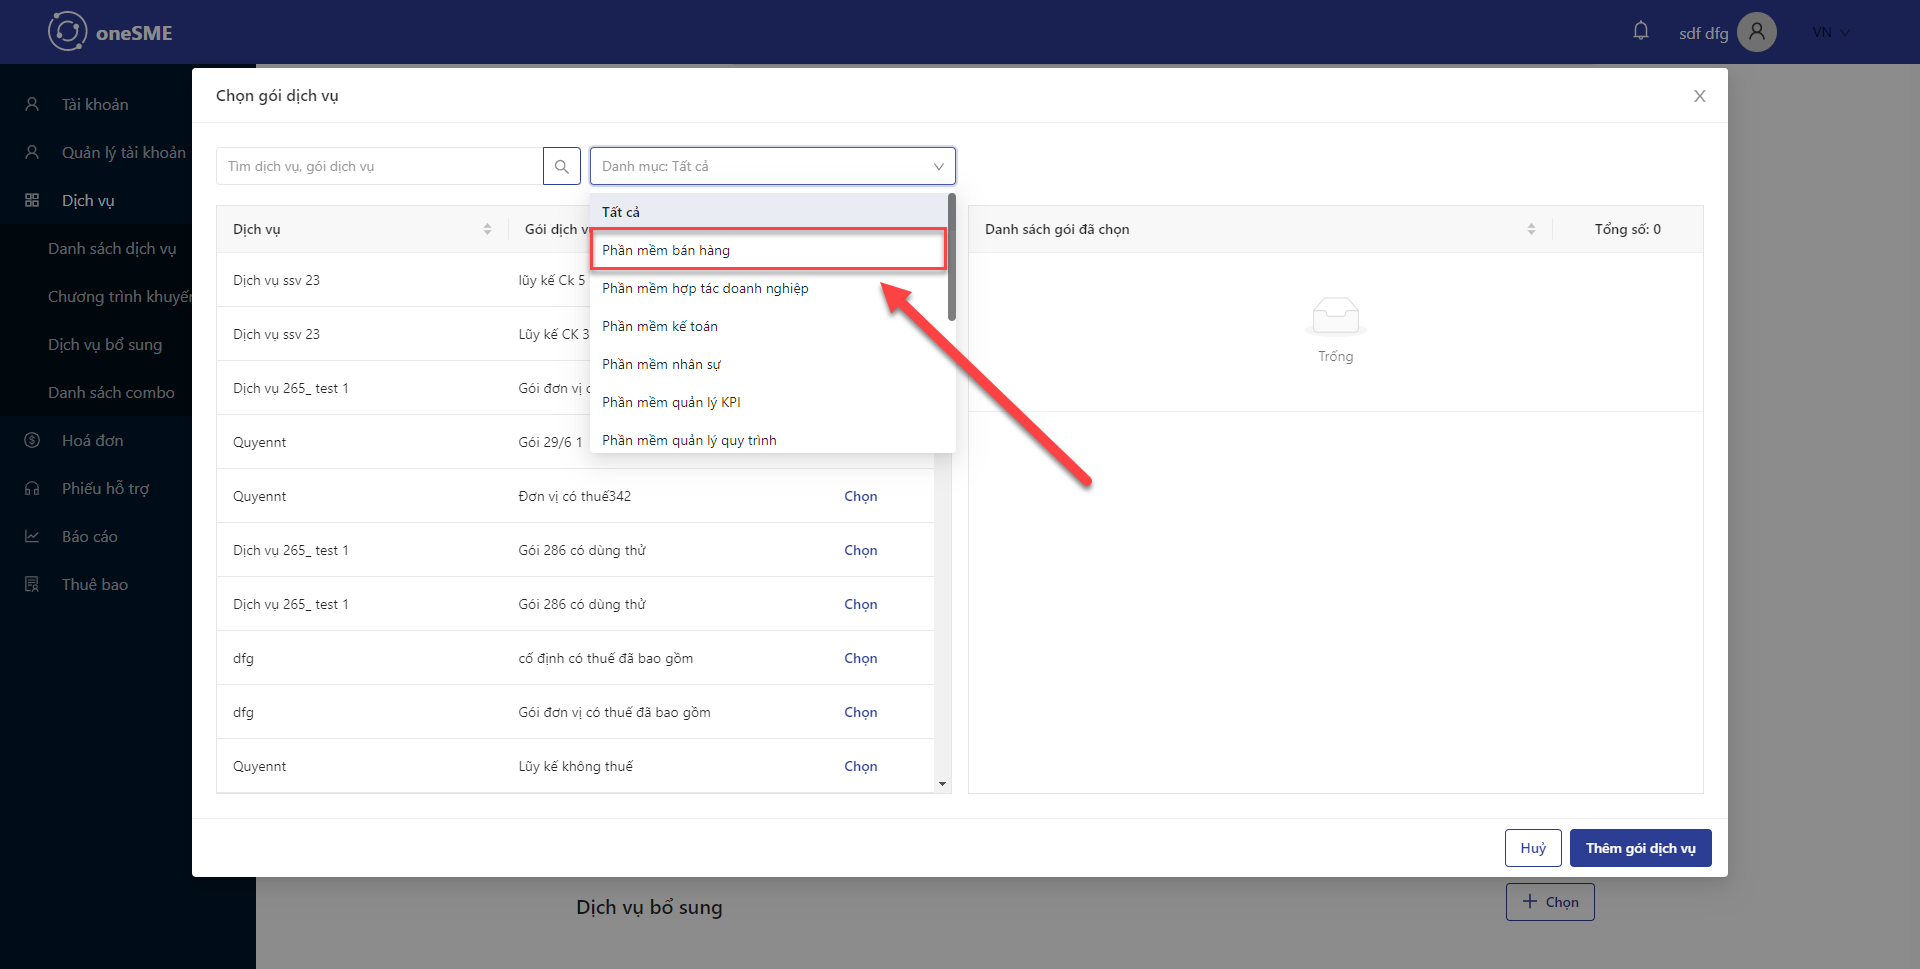 oneSME
sdf dfg
VN
Tài khoản
Quản lý tài khoản
Dịch vụ
Danh sách dịch vụ
Chương trình
Dịch vụ bổ sung
Danh sách combo
Hoá đơn
Phiếu hỗ trợ
Báo cáo
Thuê bao
Chọn gói dịch vụ
X
Tìm dịch vụ, gói dịch vụ
Danh mục: Tất cả
Tất cả
Phần mềm bán hàng
Phần mềm hợp tác doanh nghiệp
Phần mềm kế toán
Phần mềm nhân sự
Phần mềm quản lý KPI
Phần mềm quản lý quy trình
Dịch vụ
Gói dịch
Dịch vụ ssv 23
lũy kế Ck 5
Dịch vụ ssv 23
Lũy kế CK 3
Dịch vụ 265_ test 1
Gói đơn vị
Quyennt
Gói 29/6 1
Quyennt
Đơn vị có thuế342
Chọn
Dịch vụ 265_ test 1
Gói 286 có dùng thử
Chọn
Dịch vụ 265_ test 1
Gói 286 có dùng thử
Chọn
dfg
cố định có thuế đã bao gồm
Chọn
dfg
Gói đơn vị có thuế đã bao gồm
Chọn
Quyennt
Lũy kế không thuế
Chọn
Danh sách gói đã chọn
Tổng số: 0
Trống
Huỷ
Thêm gói dịch vụ
Dịch vụ bổ sung
Chọn